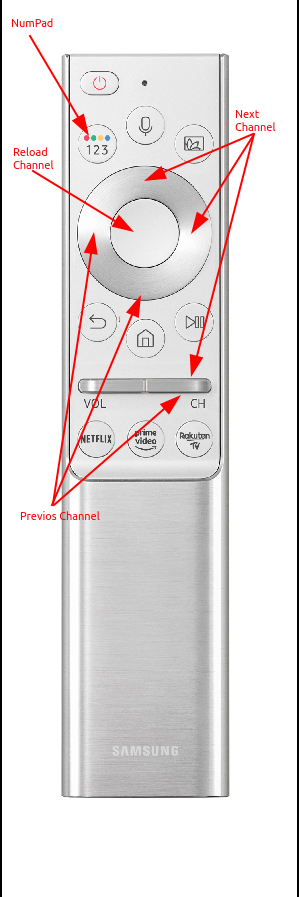 NumPad
Next
Channel
123
Reload
Channel
VOL
CH
NETFLIX
prime
video
Rakuten
TV
Previos Channel
SAMSUNG